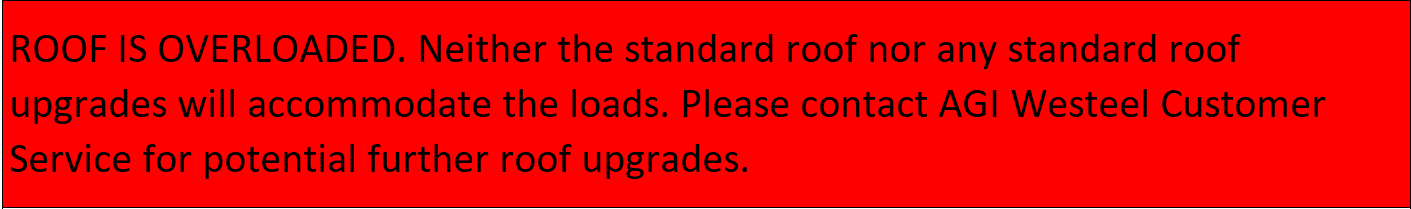 ROOF IS OVERLOADED. Neither the standard roof nor any standard roof
upgrades will accommodate the loads. Please contact AGI Westeel Customer
Service for potential further roof upgrades.